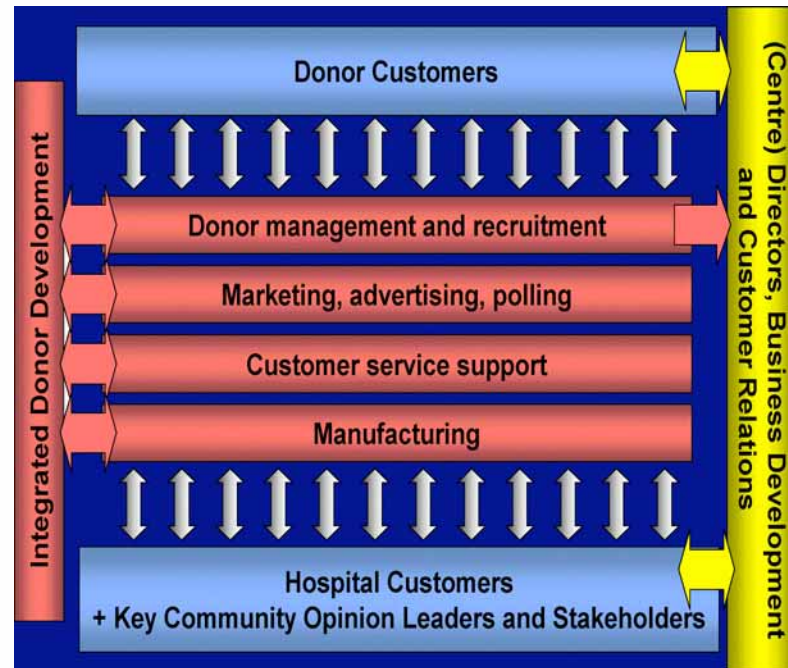 Donor Customers
Integrated Donor Development
Donor management and recruitment
Marketing, advertising, polling
Customer service support
Manufacturing
Hospital Customers
+ Key Community Opinion Leaders and Stakeholders
(Centre) Directors, Business Development
and Customer Relations